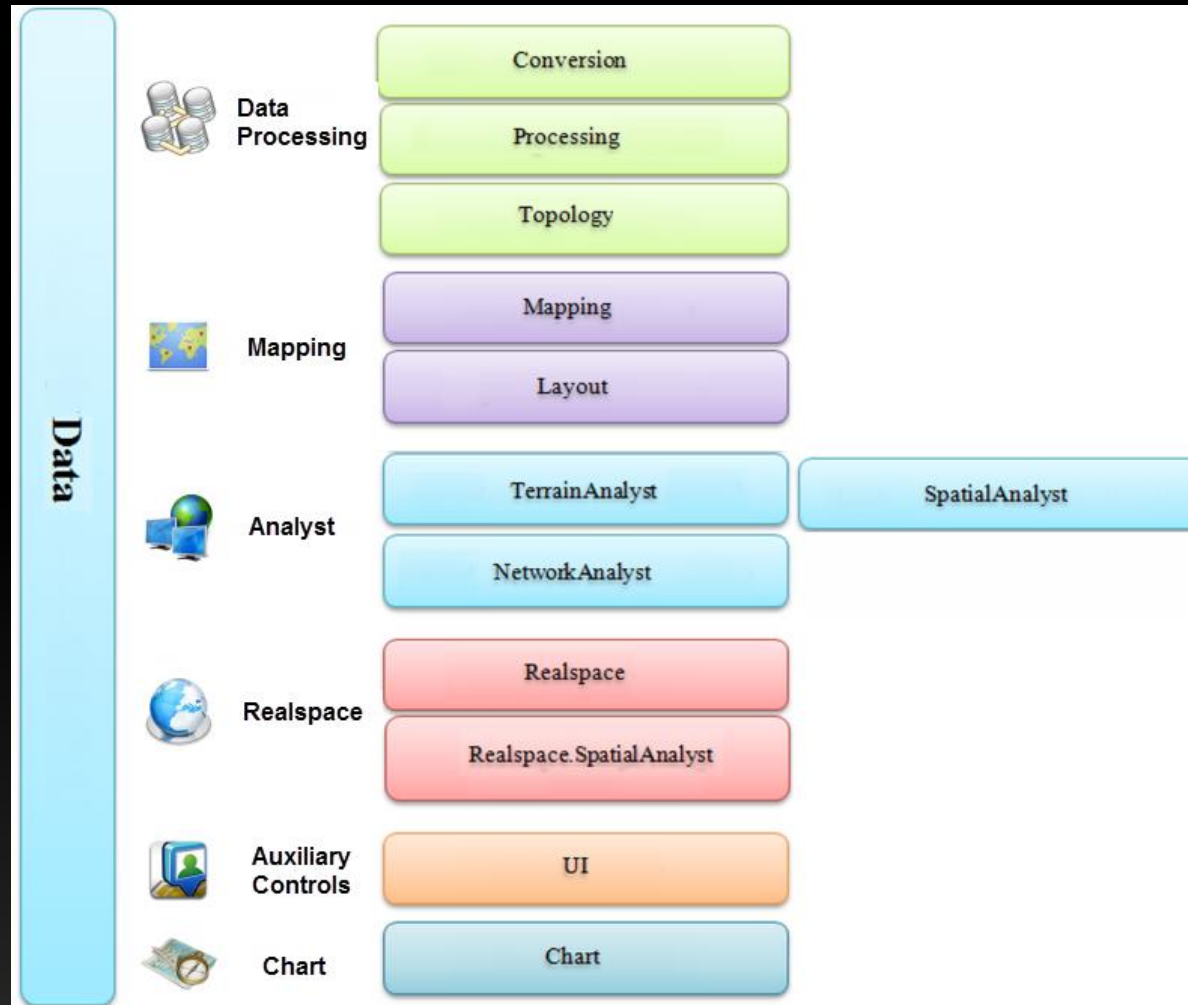 Data
Data
Processing
Conversion
Processing
Topology
Mapping
Mapping
Layout
Analyst
TerrainAnalyst
SpatialAnalyst
NetworkAnalyst
Realspace
Realspace
Realspace.SpatialAnalyst
Auxiliary
Controls
UI
Chart
Chart